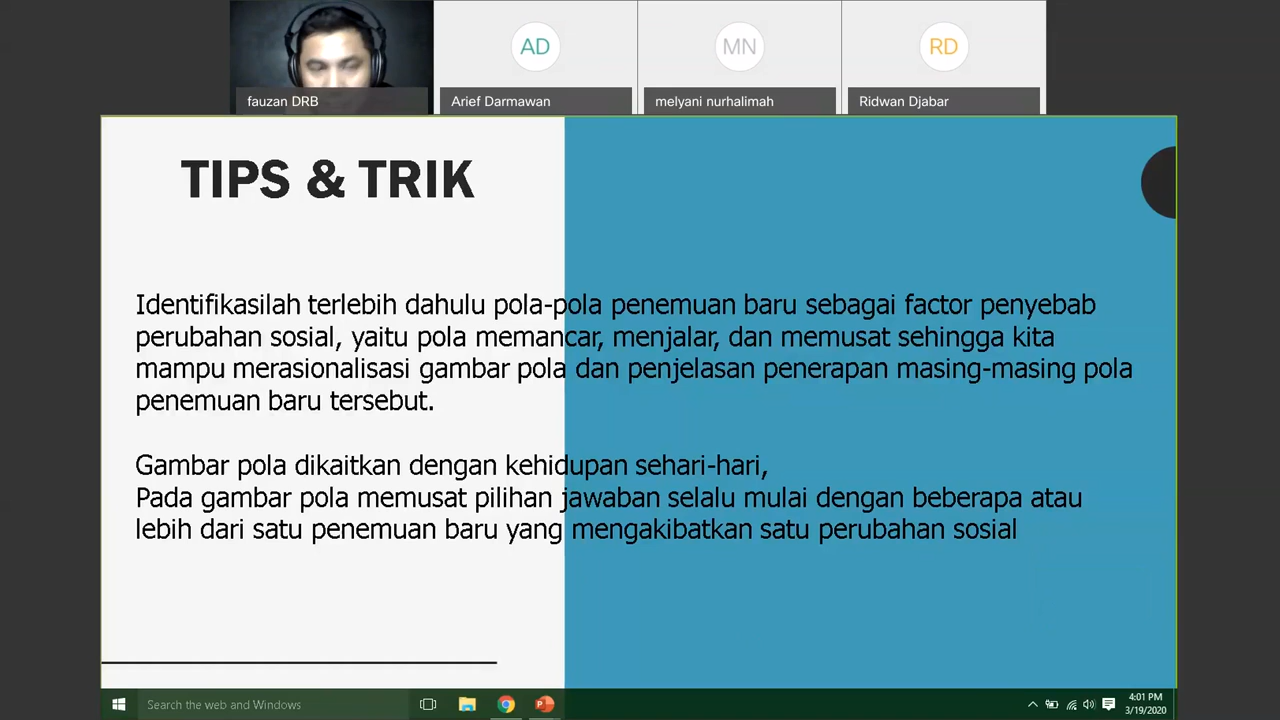 AD
MN
RD
fauzan DRB
Arief Darmawan
melyani nurhalimah
Ridwan Djabar
TIPS & TRIK
Identifikasilah terlebih dahulu pola-pola penemuan baru sebagai factor penyebab
perubahan sosial, yaitu pola memancar, menjalar, dan memusat sehingga kita
mampu merasionalisasi gambar pola dan penjelasan penerapan masing-masing pola
penemuan baru tersebut.
Gambar pola dikaitkan dengan kehidupan sehari-hari,
Pada gambar pola memusat pilihan jawaban selalu mulai dengan beberapa atau
lebih dari satu penemuan baru yang mengakibatkan satu perubahan sosial
Search the web and Windows
4:01 PM
3/19/2020